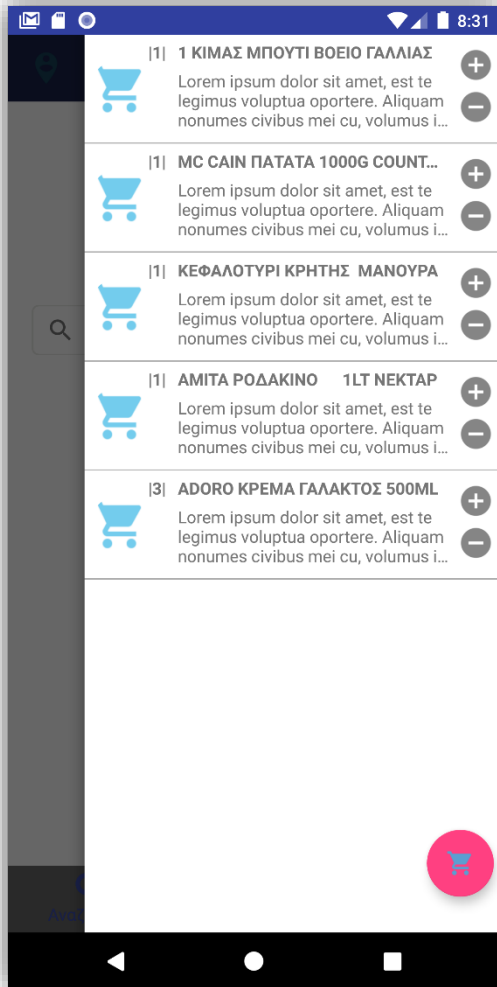 8:31
|1| 1 ΚΙΜΑΣ ΜΠΟΥΤΙ ΒΟΕΙΟ ΓΑΛΛΙΑΣ
Lorem ipsum dolor sit amet, est te
legimus voluptua oportere. Aliquam
nonumes civibus mei cu, volumus i...
|1| MC CAIN ΠΑΤΑΤΑ 1000G COUNT...
Lorem ipsum dolor sit amet, est te
legimus voluptua oportere. Aliquam
nonumes civibus mei cu, volumus i...
|1| ΚΕΦΑΛΟΤΥΡΙ ΚΡΗΤΗΣ  ΜΑΝΟΥΡΑ
Lorem ipsum dolor sit amet, est te
legimus voluptua oportere. Aliquam
nonumes civibus mei cu, volumus i...
|1| ΑΜΙΤΑ ΡΟΔΑΚΙΝΟ     1LT ΝΕΚΤΑΡ
Lorem ipsum dolor sit amet, est te
legimus voluptua oportere. Aliquam
nonumes civibus mei cu, volumus i...
|3| ADORO ΚΡΕΜΑ ΓΑΛΑΚΤΟΣ 500ML
Lorem ipsum dolor sit amet, est te
legimus voluptua oportere. Aliquam
nonumes civibus mei cu, volumus i...